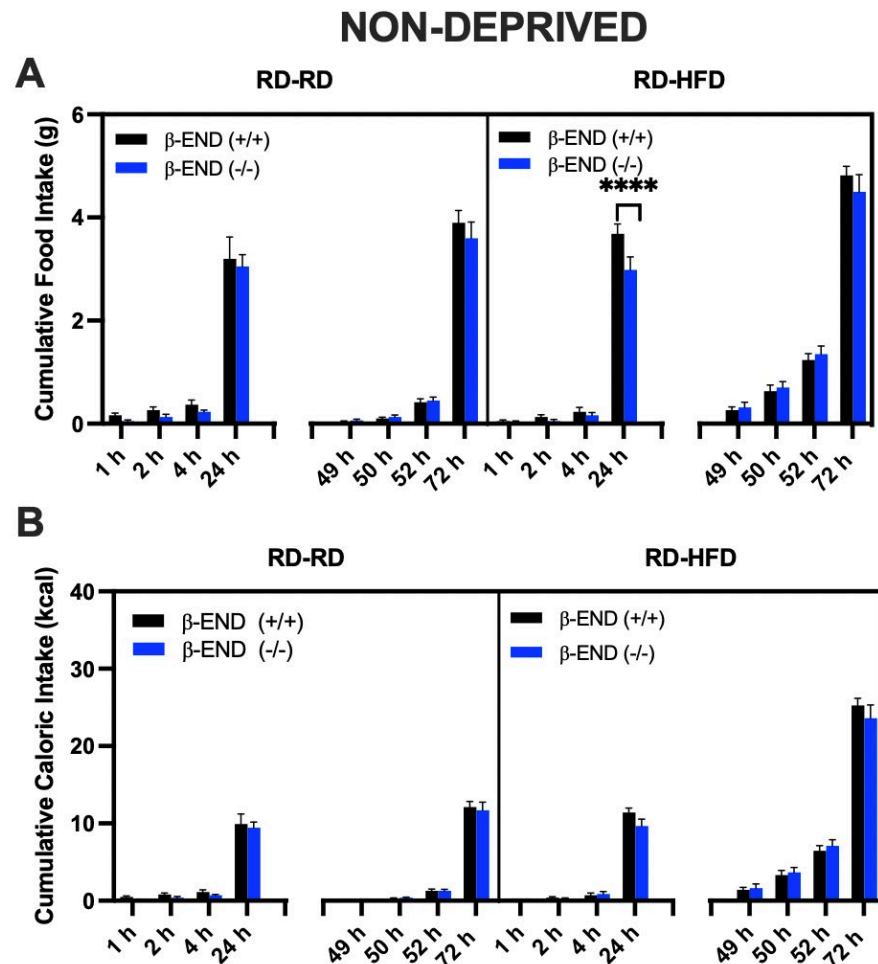 NON-DEPRIVED
A
RD-RD
RD-HFD
Cumulative Food Intake (g)
6
4
2
0
β-END (+/+)
β-END (-/-)
β-END (+/+)
β-END (-/-)
****
1 h
2 h
4 h
24 h
49 h
50 h
52 h
72 h
1 h
2 h
4 h
24 h
49 h
50 h
52 h
72 h
B
RD-RD
RD-HFD
Cumulative Caloric Intake (kcal)
40
30
20
10
0
β-END (+/+)
β-END (-/-)
β-END (+/+)
β-END (-/-)
1 h
2 h
4 h
24 h
49 h
50 h
52 h
72 h
1 h
2 h
4 h
24 h
49 h
50 h
52 h
72 h